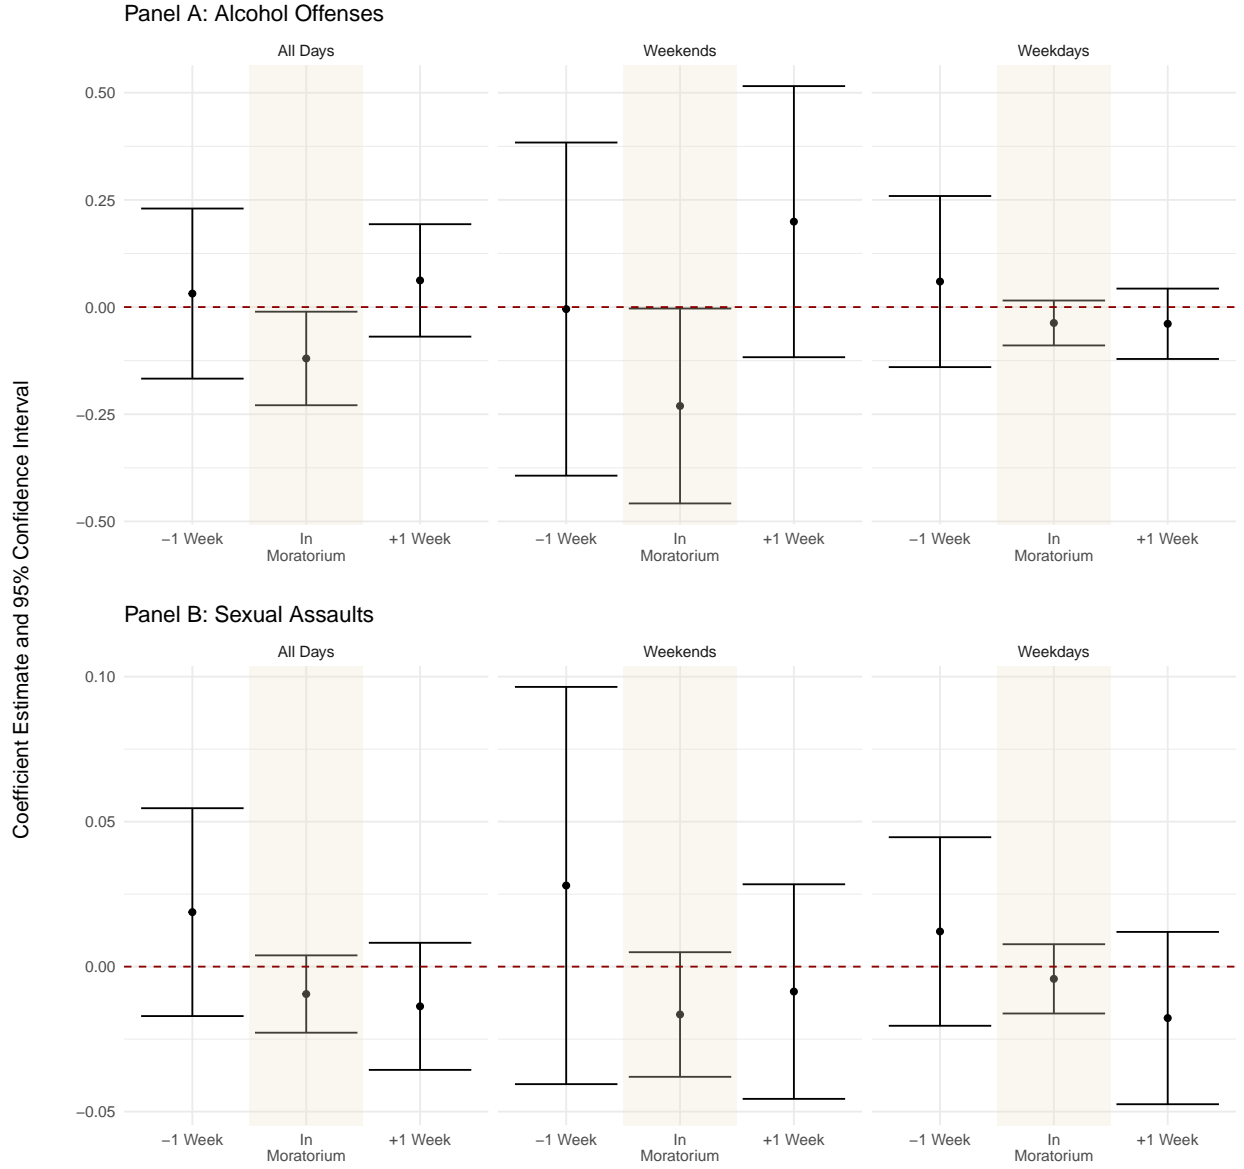 Panel A: Alcohol Offenses
All Days
Weekends
Weekdays
0.50
0.25
0.00
−0.25
−0.50
−1 Week
In
Moratorium
+1 Week
−1 Week
In
Moratorium
+1 Week
−1 Week
In
Moratorium
+1 Week
Coefficient Estimate and 95% Confidence Interval
Panel B: Sexual Assaults
All Days
Weekends
Weekdays
0.10
0.05
0.00
−0.05
−1 Week
In
Moratorium
+1 Week
−1 Week
In
Moratorium
+1 Week
−1 Week
In
Moratorium
+1 Week